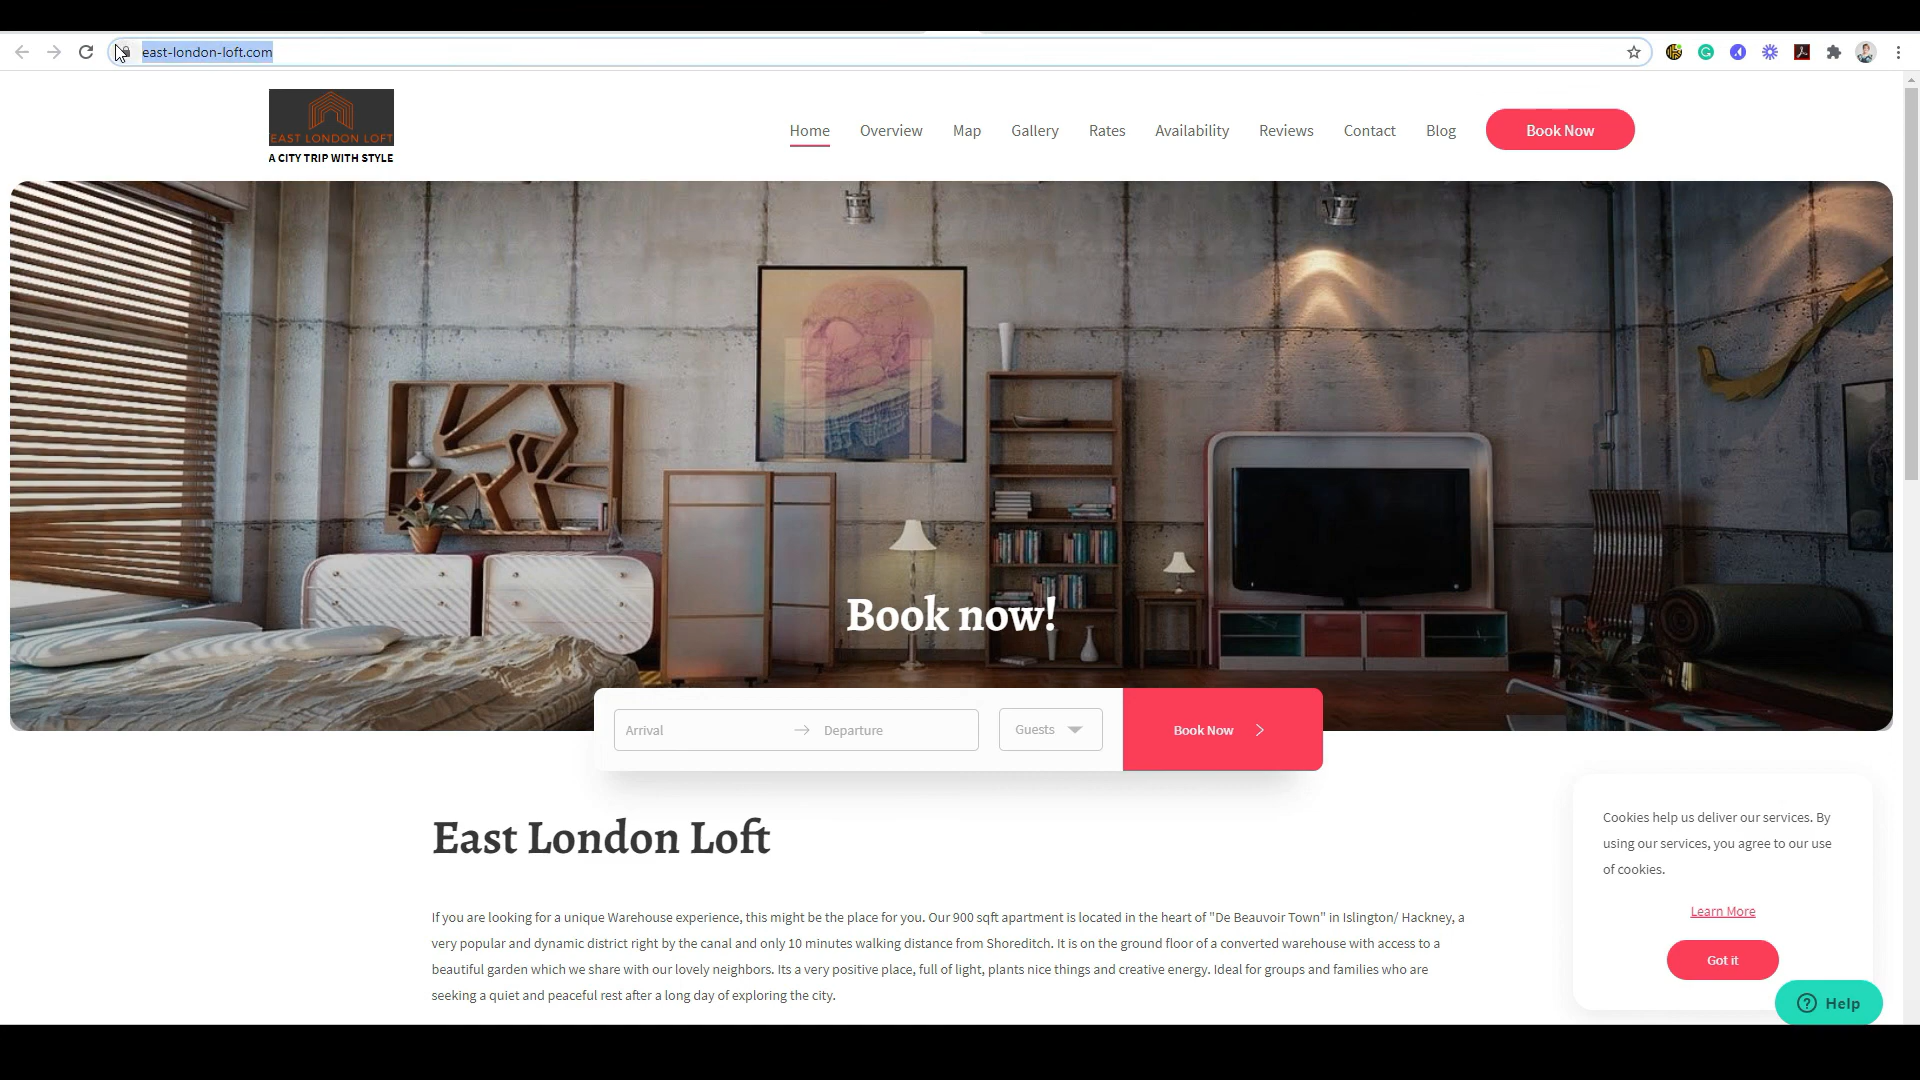 east-london-loft.com
EAST LONDON LOFT
A CITY TRIP WITH STYLE
Home Overview Map Gallery Rates Availability Reviews Contact Blog Book Now
Book now!
Arrival Departure Guests Book Now
East London Loft
If you are looking for a unique Warehouse experience, this might be the place for you. Our 900 sqft apartment is located in the heart of "De Beauvoir Town" in Islington/ Hackney, a
very popular and dynamic district right by the canal and only 10 minutes walking distance from Shoreditch. It is on the ground floor of a converted warehouse with access to a
beautiful garden which we share with our lovely neighbors. Its a very positive place, full of light, plants nice things and creative energy. Ideal for groups and families who are
seeking a quiet and peaceful rest after a long day of exploring the city.
Cookies help us deliver our services. By
using our services, you agree to our use
of cookies.
Learn More
Got it
Help